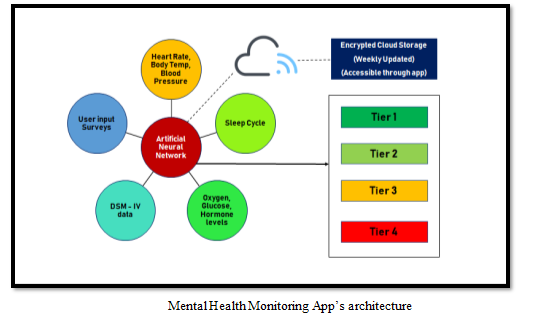 Heart Rate,
Body Temp,
Blood
Pressure
Encrypted Cloud Storage
(Weekly Updated)
(Accessible through app)
User input
Surveys
Sleep Cycle
Artificial
Neural
Network
DSM - IV
data
Oxygen,
Glucose,
Hormone
levels
Tier 1
Tier 2
Tier 3
Tier 4
Mental Health Monitoring App's architecture